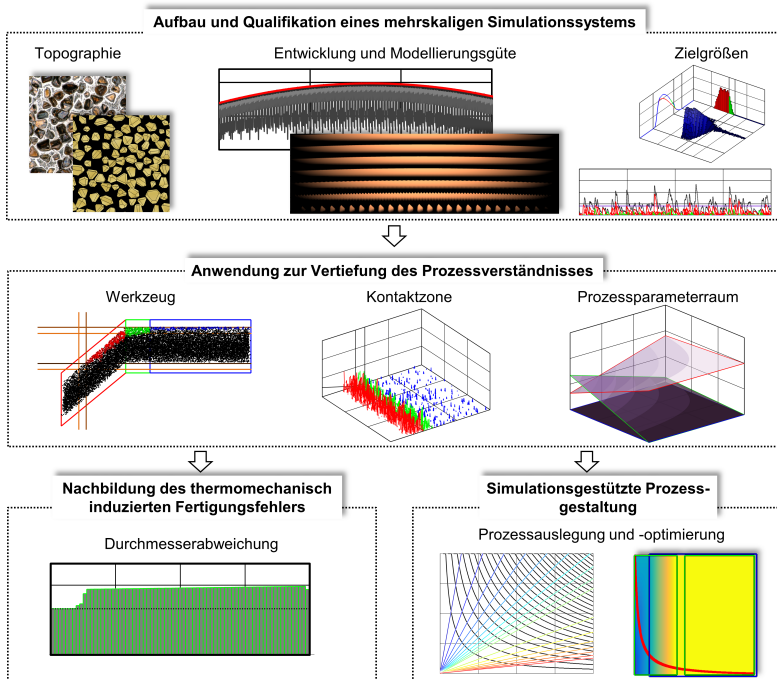 Aufbau und Qualifikation eines mehrskaligen Simulationssystems
Topographie
Entwicklung und Modellierungsgüte
Zielgrößen
Anwendung zur Vertiefung des Prozessverständnisses
Werkzeug
Kontaktzone
Prozessparameterraum
Nachbildung des thermomechanisch
induzierten Fertigungsfehlers
Durchmesserabweichung
Simulationsgestützte Prozess-
gestaltung
Prozessauslegung und -optimierung